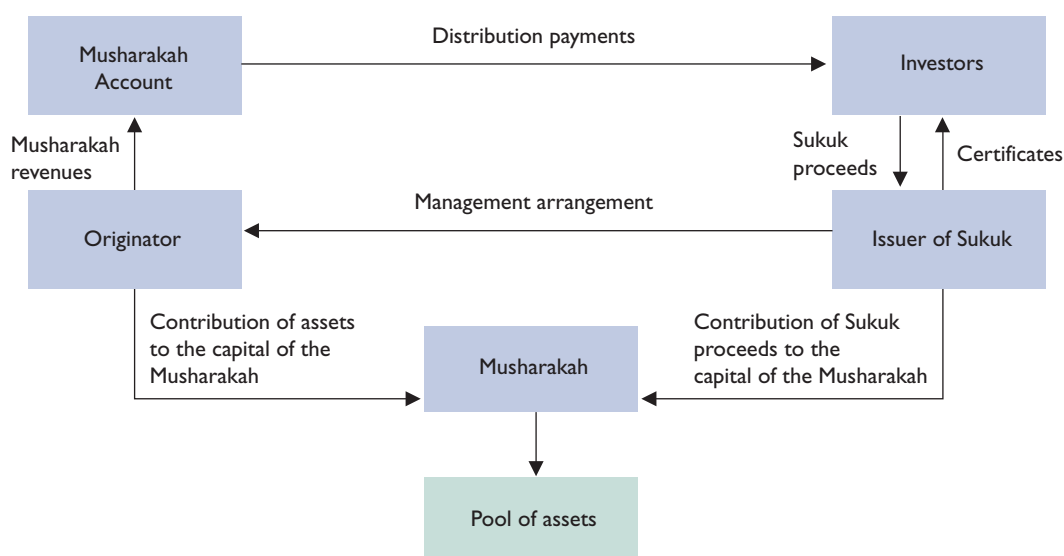 Distribution payments
Musharakah
Account
Investors
Musharakah
revenues
Sukuk
proceeds
Certificates
Management arrangement
Originator
Issuer of Sukuk
Contribution of assets
to the capital of the
Musharakah
Musharakah
Contribution of Sukuk
proceeds to the
capital of the Musharakah
Pool of assets